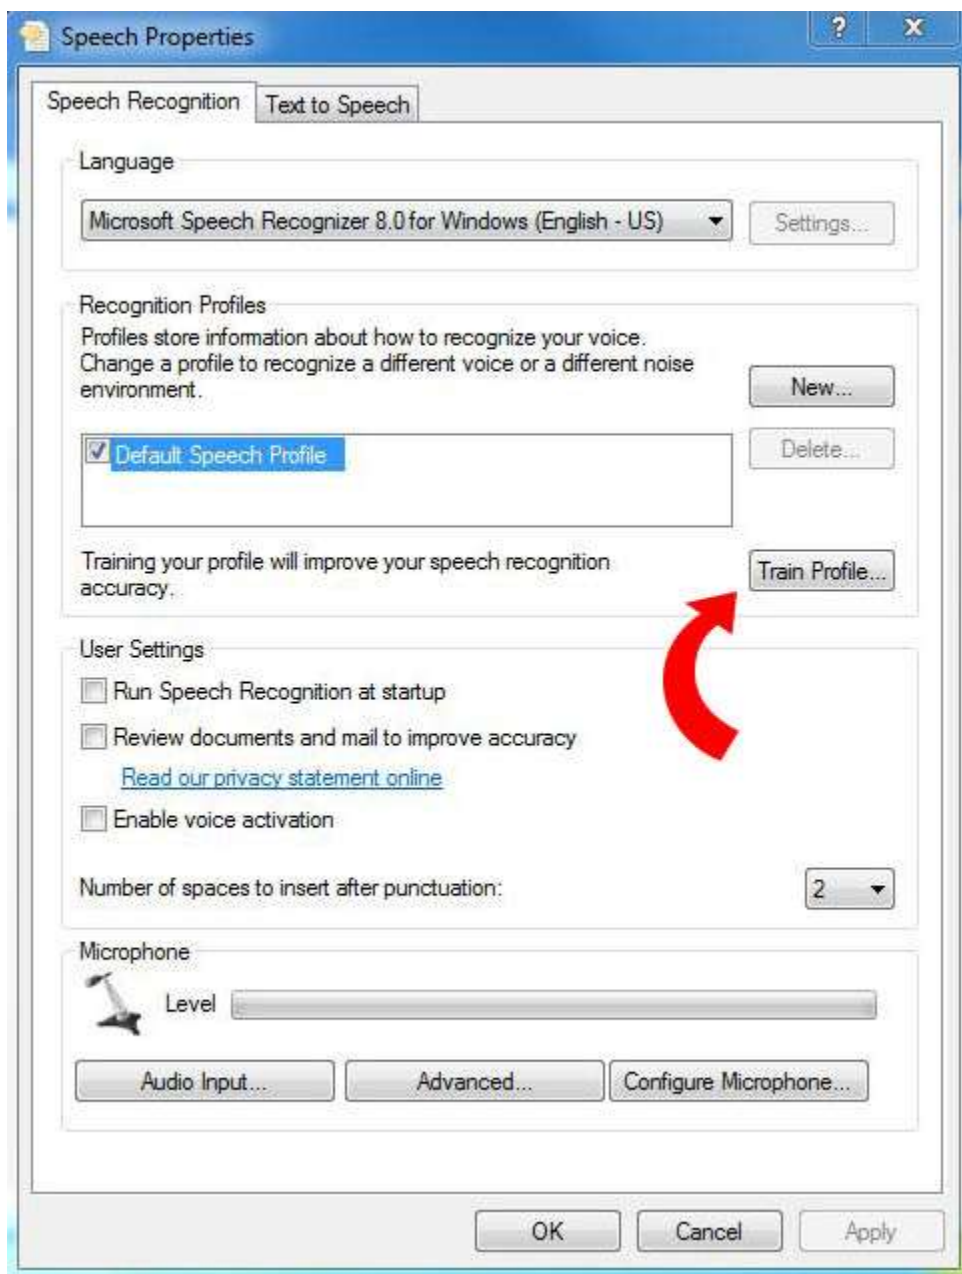 Speech Properties
?
Speech Recognition
Text to Speech
Language
Microsoft Speech Recognizer 8.0 for Windows (English - US)
Settings...
Recognition Profiles
Profiles store information about how to recognize your voice.
Change a profile to recognize a different voice or a different noise
environment.
New...
Default Speech Profile
Delete...
Training your profile will improve your speech recognition
accuracy.
Train Profile...
User Settings
Run Speech Recognition at startup
Review documents and mail to improve accuracy
Read our privacy statement online
Enable voice activation
Number of spaces to insert after punctuation:
2
Microphone
Level
Audio Input...
Advanced...
Configure Microphone...
OK
Cancel
Apply